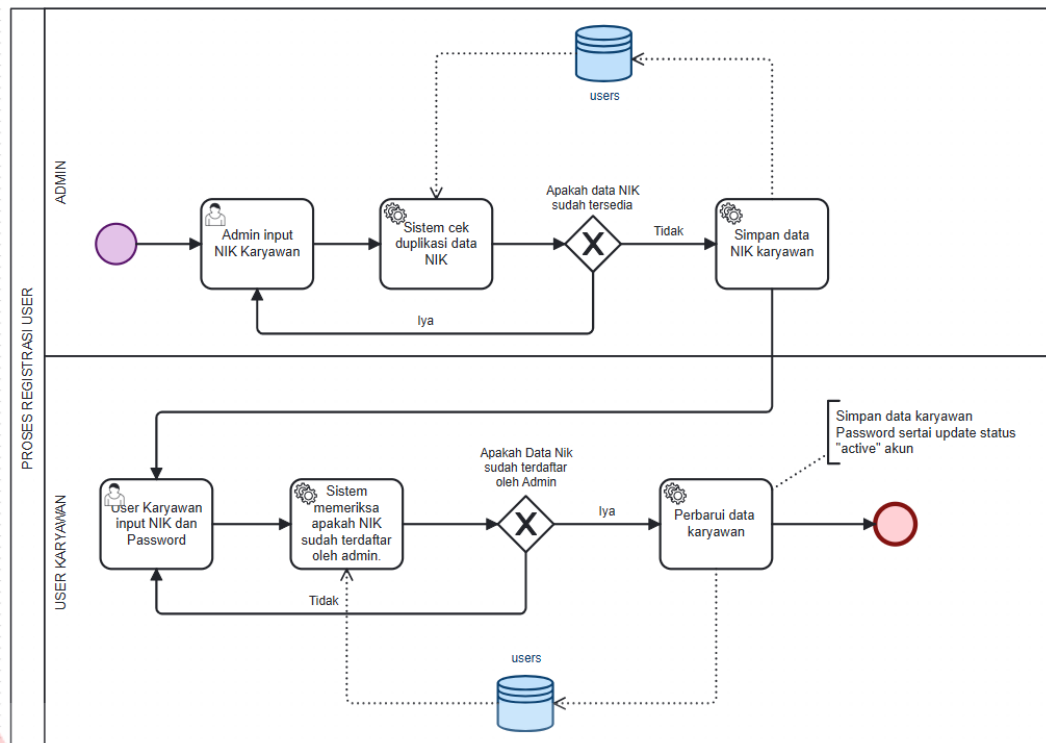 PROSES REGISTRASI USER
ADMIN
users
Admin input
NIK Karyawan
Sistem cek
duplikasi data
NIK
Apakah data NIK
sudah tersedia
Tidak
Simpan data
NIK karyawan
Iya
USER KARYAWAN
User Karyawan
input NIK dan
Password
Sistem
memeriksa
apakah NIK
sudah terdaftar
oleh admin.
Apakah Data Nik
sudah terdaftar
oleh Admin
Iya
Perbarui data
karyawan
Simpan data karyawan
Password sertai update status
"active" akun
Tidak
users